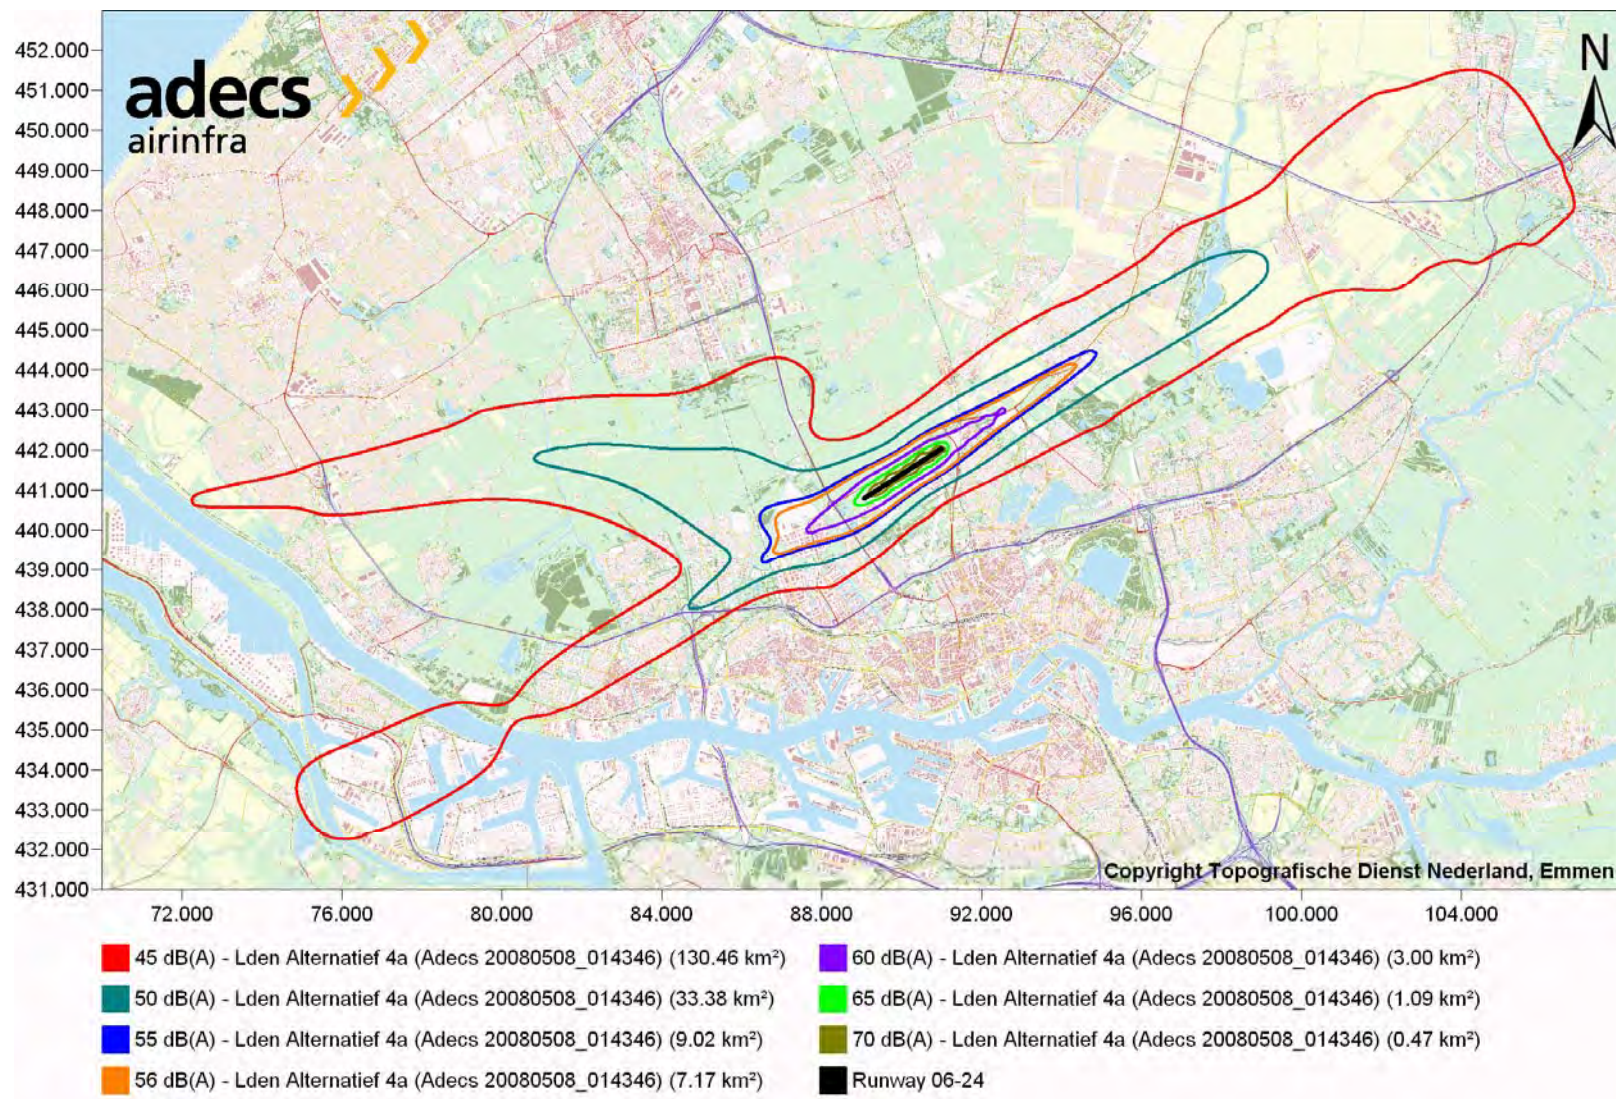 452.000
451.000
450.000
449.000
448.000
447.000
446.000
445.000
444.000
443.000
442.000
441.000
440.000
439.000
438.000
437.000
436.000
435.000
434.000
433.000
432.000
431.000
adecs
airinfra
N
Copyright Topografische Dienst Nederland, Emmen
72.000 76.000 80.000 84.000 88.000 92.000 96.000 100.000 104.000
45 dB(A) - Lden Alternatief 4a (Adecs 20080508_014346) (130.46 km²)
50 dB(A) - Lden Alternatief 4a (Adecs 20080508_014346) (33.38 km²)
55 dB(A) - Lden Alternatief 4a (Adecs 20080508_014346) (9.02 km²)
56 dB(A) - Lden Alternatief 4a (Adecs 20080508_014346) (7.17 km²)
60 dB(A) - Lden Alternatief 4a (Adecs 20080508_014346) (3.00 km²)
65 dB(A) - Lden Alternatief 4a (Adecs 20080508_014346) (1.09 km²)
70 dB(A) - Lden Alternatief 4a (Adecs 20080508_014346) (0.47 km²)
Runway 06-24